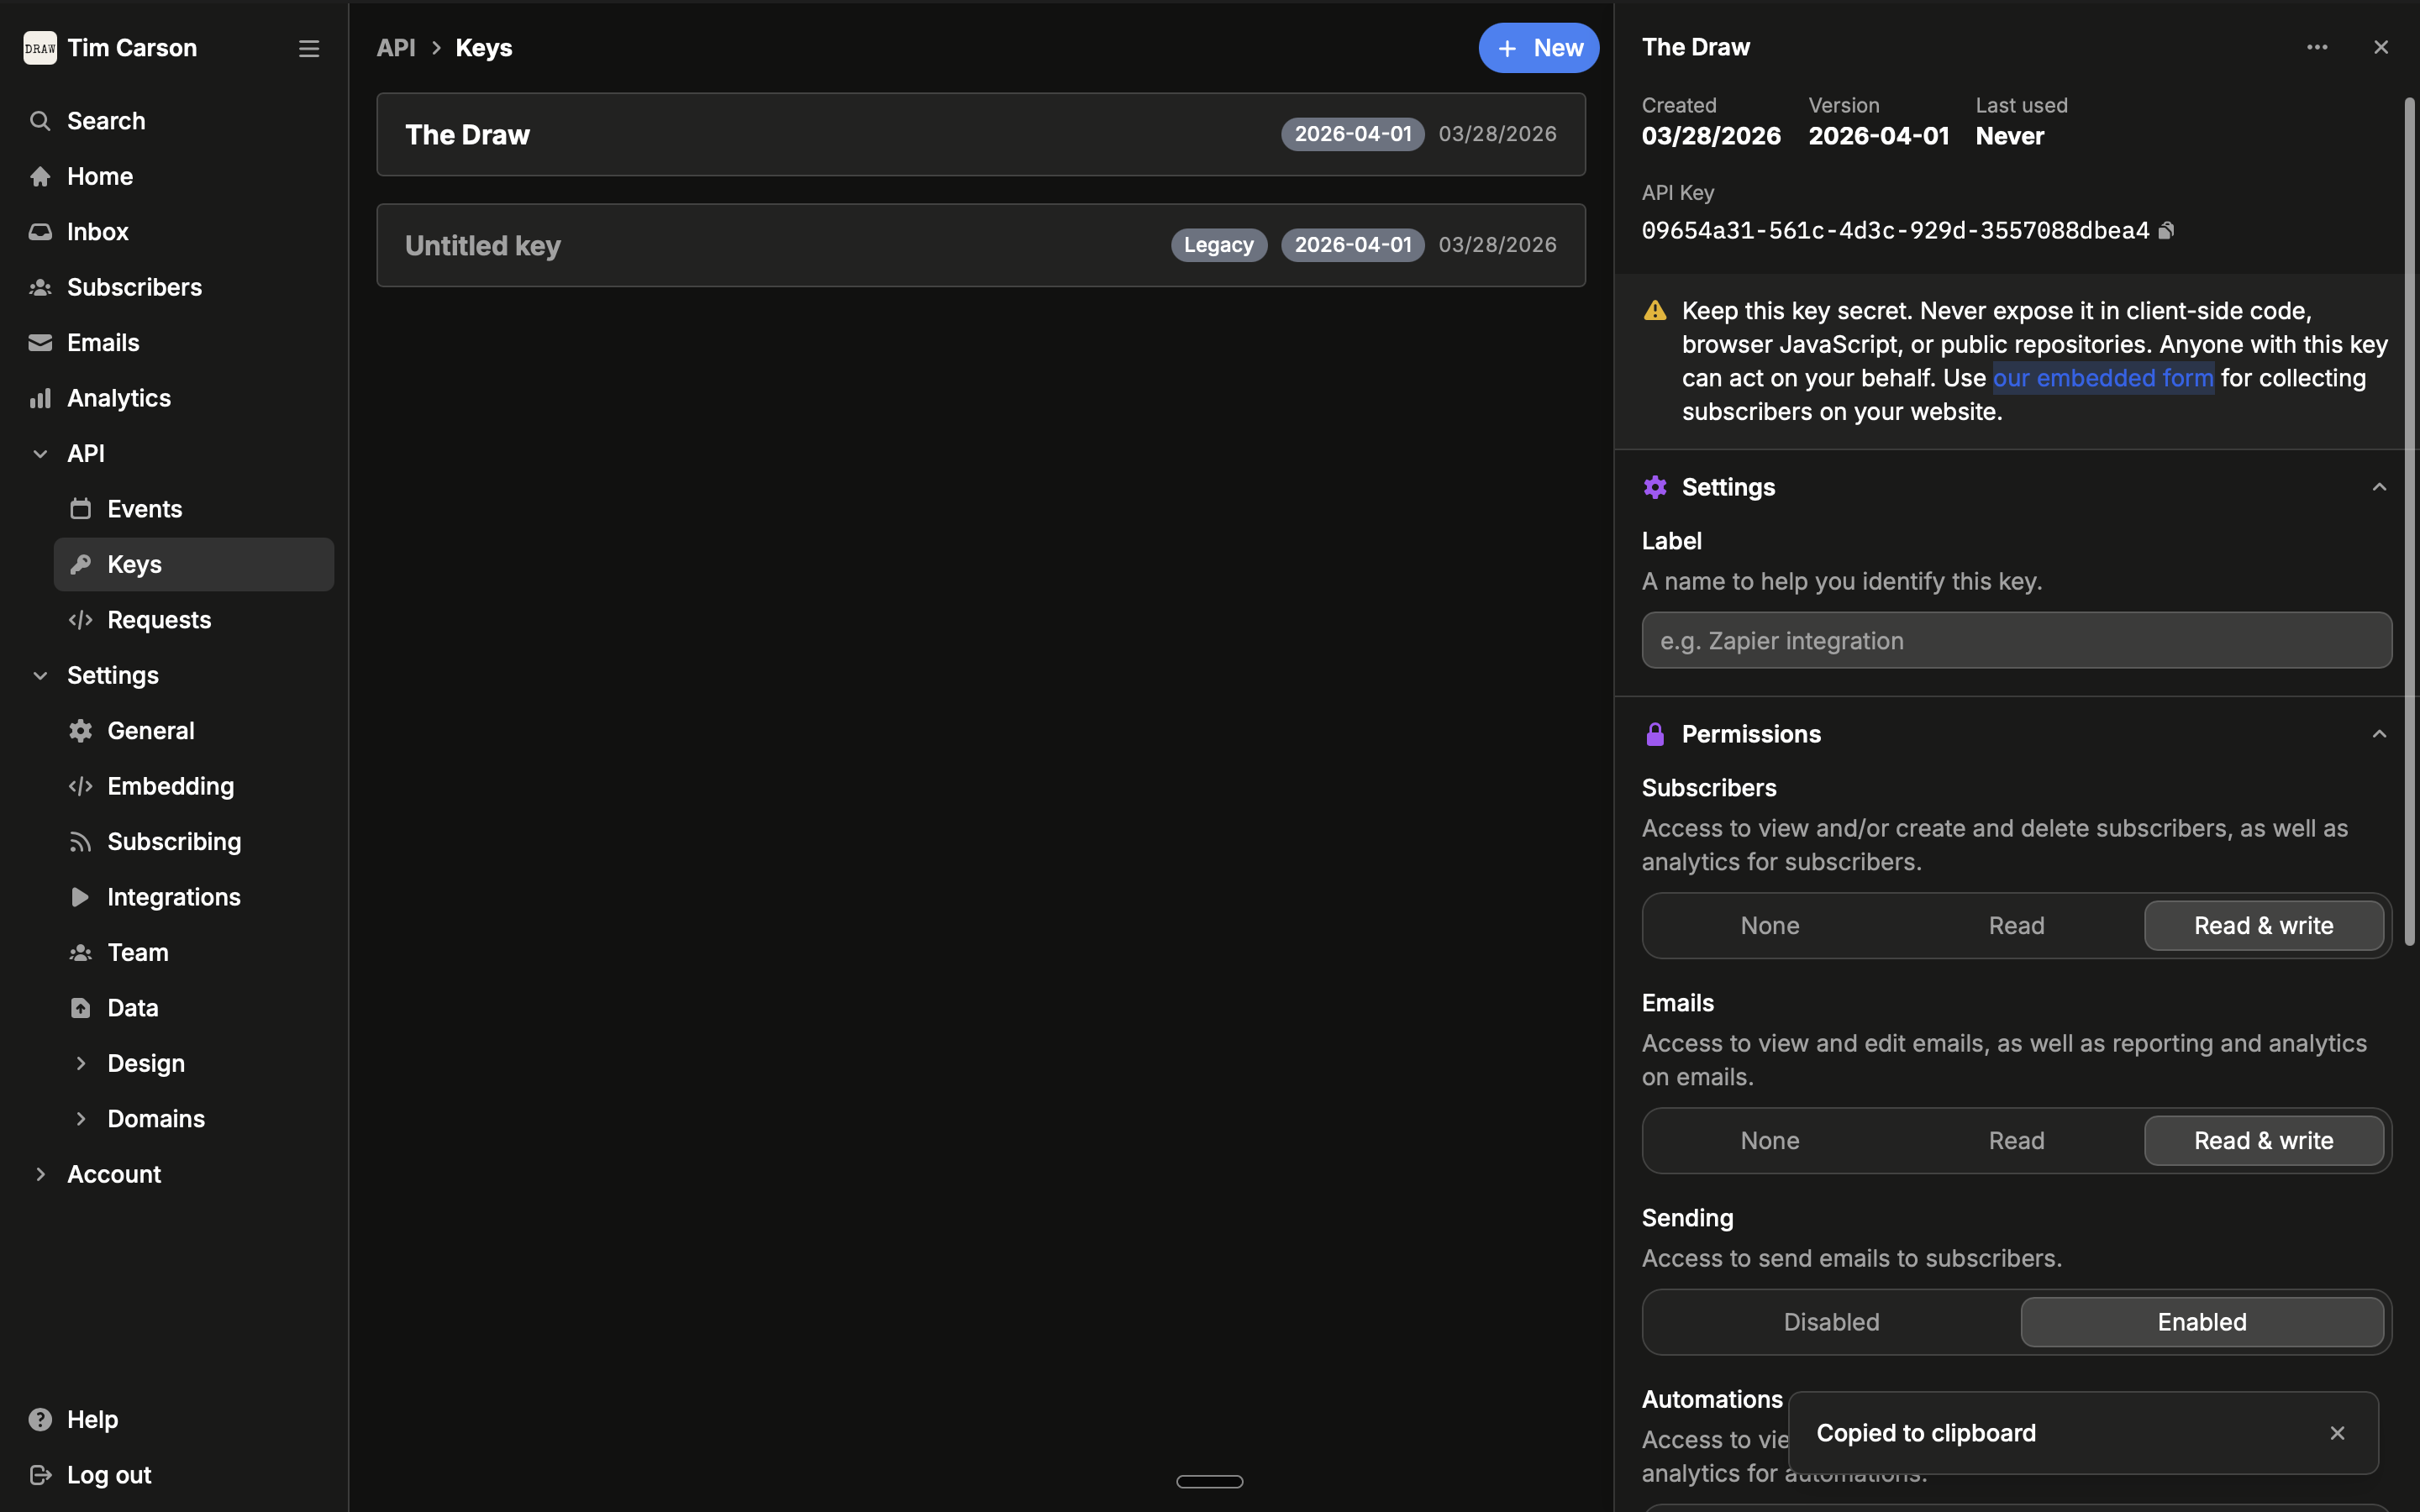 DRAW Tim Carson
Search
Home
Inbox
Subscribers
Emails
Analytics
API
Events
Keys
Requests
Settings
General
Embedding
Subscribing
Integrations
Team
Data
Design
Domains
Account
Help
Log out
API > Keys
+ New
The Draw 2026-04-01 03/28/2026
Untitled key Legacy 2026-04-01 03/28/2026
The Draw
Created Version Last used
03/28/2026 2026-04-01 Never
API Key
09654a31-561c-4d3c-929d-3557088dbea4
Keep this key secret. Never expose it in client-side code,
browser JavaScript, or public repositories. Anyone with this key
can act on your behalf. Use our embedded form for collecting
subscribers on your website.
Settings
Label
A name to help you identify this key.
e.g. Zapier integration
Permissions
Subscribers
Access to view and/or create and delete subscribers, as well as
analytics for subscribers.
None Read Read & write
Emails
Access to view and edit emails, as well as reporting and analytics
on emails.
None Read Read & write
Sending
Access to send emails to subscribers.
Disabled Enabled
Automations
Access to vie
analytics for automations.
Copied to clipboard